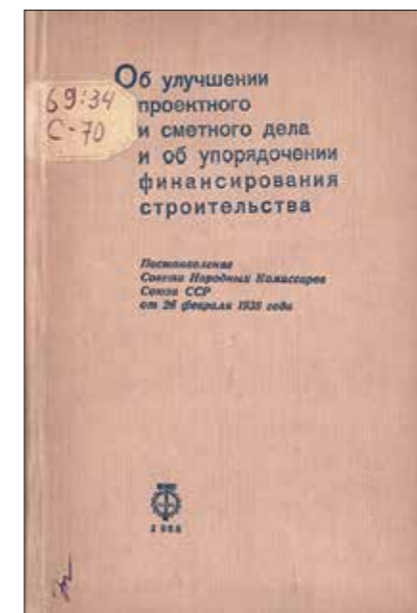 Об улучшении
проектного
и сметного дела
и об упорядочении
финансирования
строительства
69:34
С-70
Постановление
Совета Народных Комиссаров
Союза ССР
от 26 февраля 1938 года